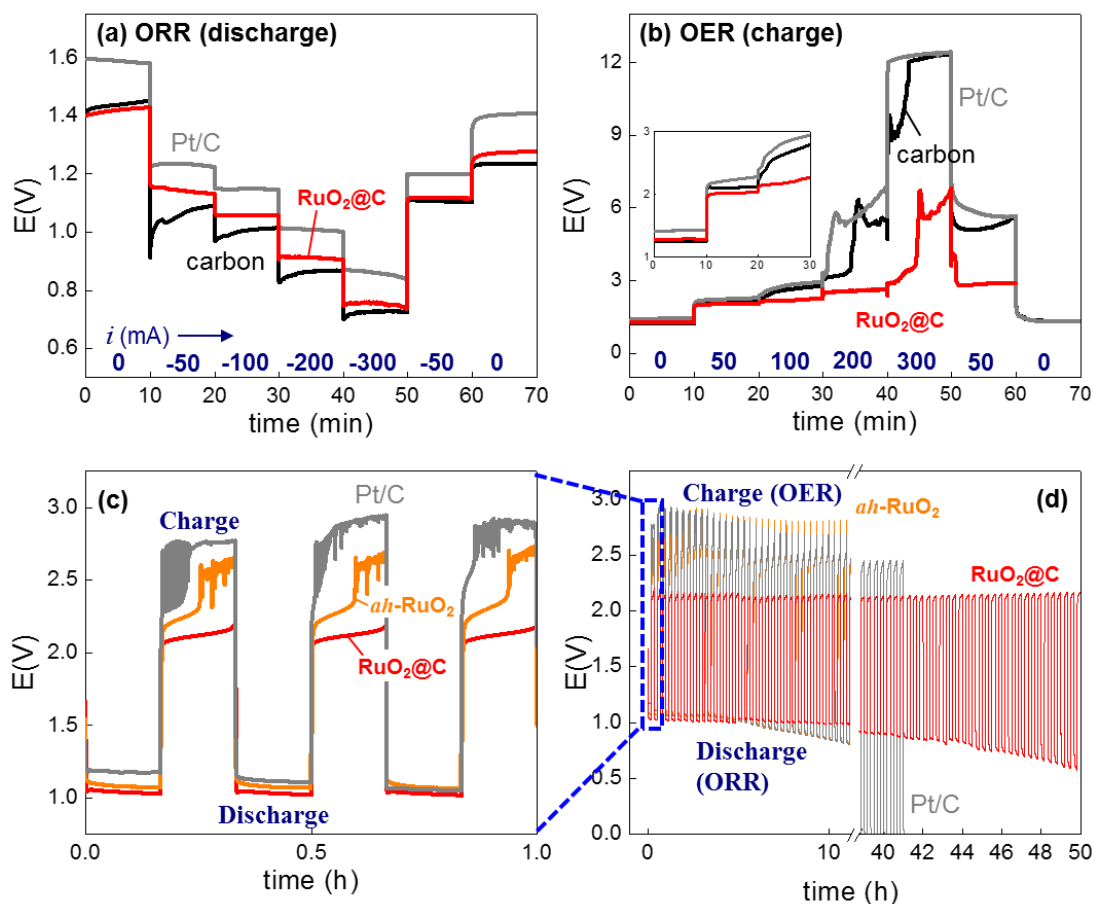 (a) ORR (discharge)
E(V)
1.6
1.4
1.2
1.0
0.8
0.6
Pt/C
RuO₂@C
carbon
i (mA)
0 -50 -100 -200 -300 -50 0
0 10 20 30 40 50 60 70
time (min)
(b) OER (charge)
E(V)
12
9
6
3
0
Pt/C
carbon
3
2
1
0 10 20 30
RuO₂@C
0 50 100 200 300 50 0
0 10 20 30 40 50 60 70
time (min)
(c)
E(V)
3.0
2.5
2.0
1.5
1.0
Charge
Pt/C
ah-RuO₂
RuO₂@C
Discharge
0.0 0.5 1.0
time (h)
(d)
E(V)
3.0
2.5
2.0
1.5
1.0
0.5
0.0
Charge (OER)
ah-RuO₂
RuO₂@C
Discharge
(ORR)
Pt/C
0 10 40 42 44 46 48 50
time (h)